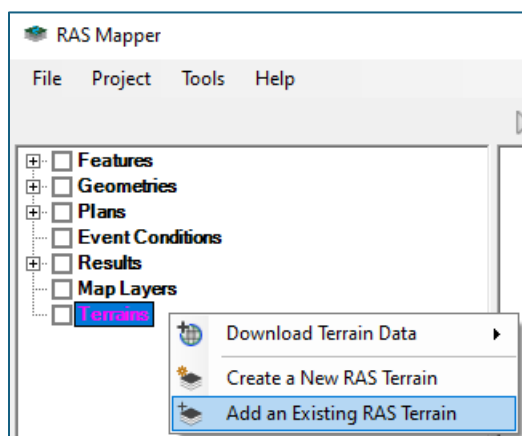 RAS Mapper
File Project Tools Help
Features
Geometries
Plans
Event Conditions
Results
Map Layers
Terrains
Download Terrain Data
Create a New RAS Terrain
Add an Existing RAS Terrain